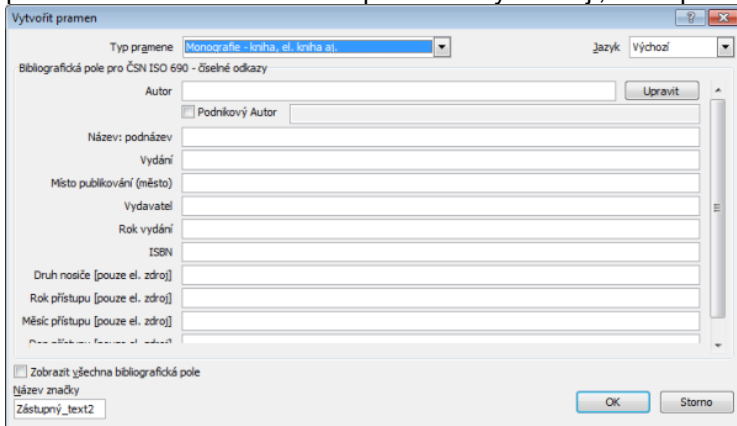 Vytvořit pramen
Typ pramene Monografie - kniha, el. kniha aj. Jazyk Výchozí
Bibliografická pole pro ČSN ISO 690 - číselné odkazy
Autor Upravit
Podnikový Autor
Název: podnázev
Vydání
Místo publikování (město)
Vydavatel
Rok vydání
ISBN
Druh nosiče [pouze el. zdroj]
Rok přístupu [pouze el. zdroj]
Měsíc přístupu [pouze el. zdroj]
Zobrazit všechna bibliografická pole
Název značky
Zástupný_text2 OK Storno